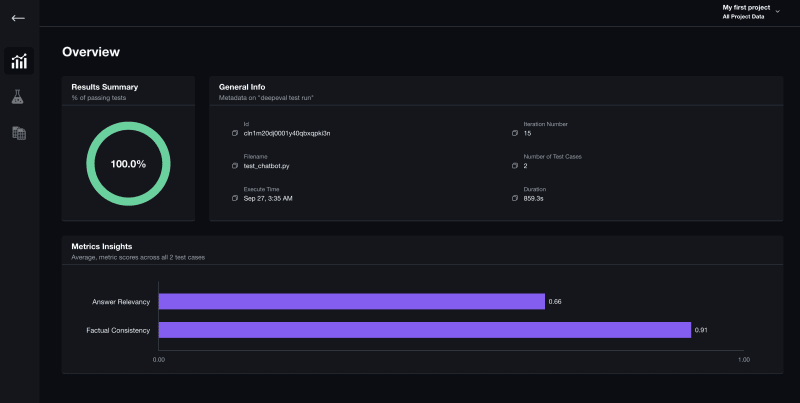 My first project
All Project Data
Overview
Results Summary
% of passing tests
100.0%
General Info
Metadata on "deepeval test run"
Id
cln1m20dj0001y40qbxqpkl3n
Iteration Number
15
Filename
test_chatbot.py
Number of Test Cases
2
Execute Time
Sep 27, 3:35 AM
Duration
859.3s
Metrics Insights
Average, metric scores across all 2 test cases
Answer Relevancy
0.66
Factual Consistency
0.91
0.00
1.00